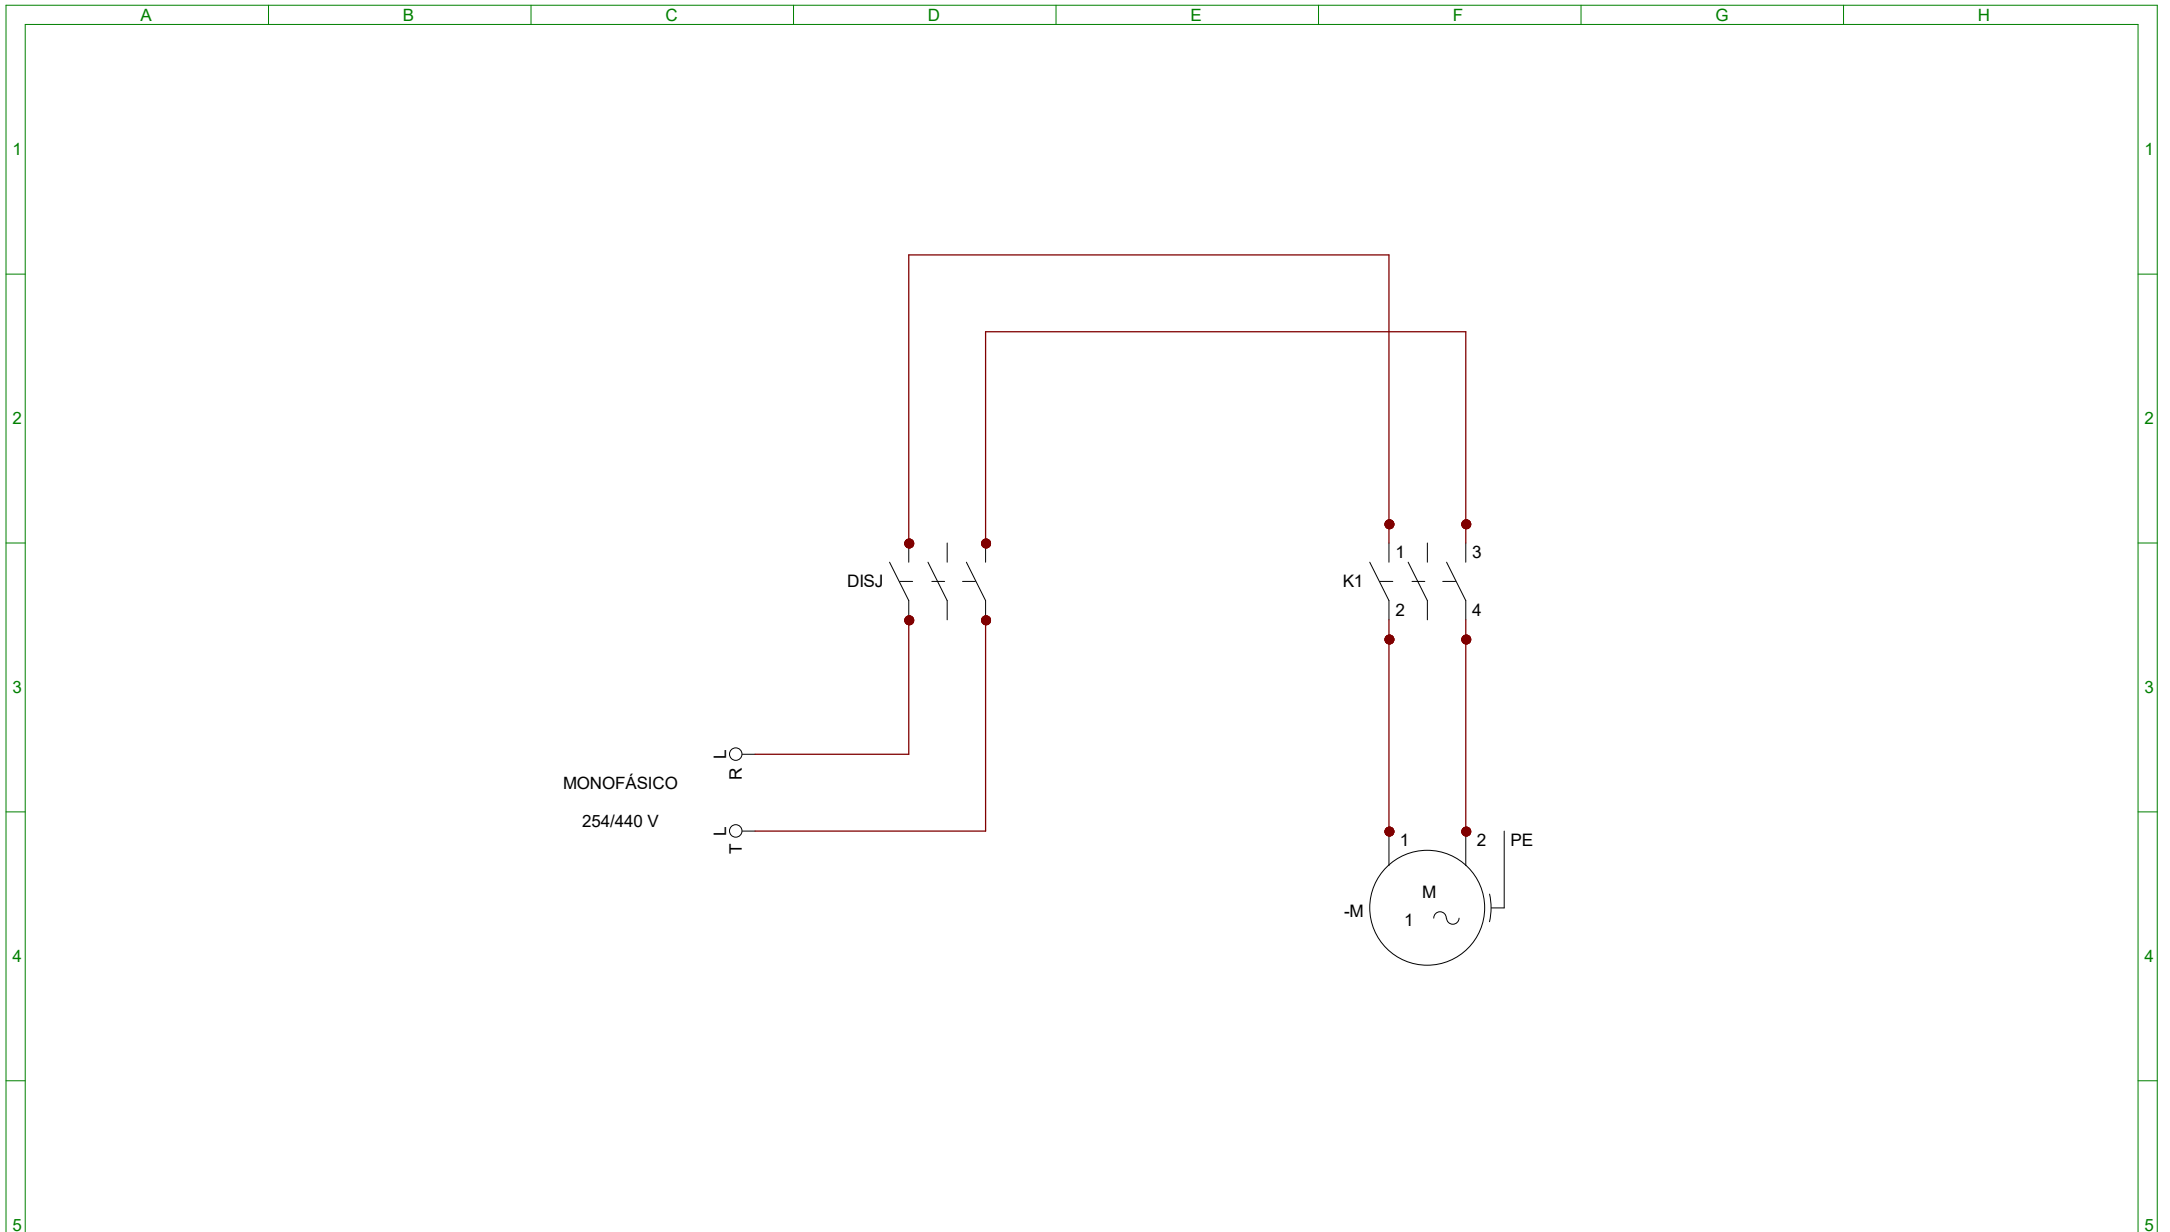 A B C D E F G H
1 1
2 2
1 3
DISJ K1
2 4
3 3
L R
MONOFÁSICO
254/440 V
L T
1 2 PE
M
-M 1
4 4
5 5